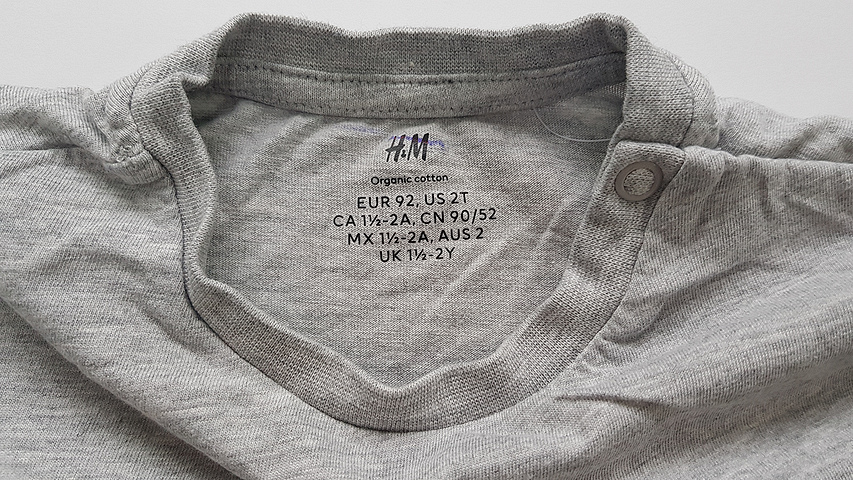 H&M
Organic cotton
EUR 92, US 2T
CA 1½-2A, CN 90/52
MX 1½-2A, AUS 2
UK 1½-2Y